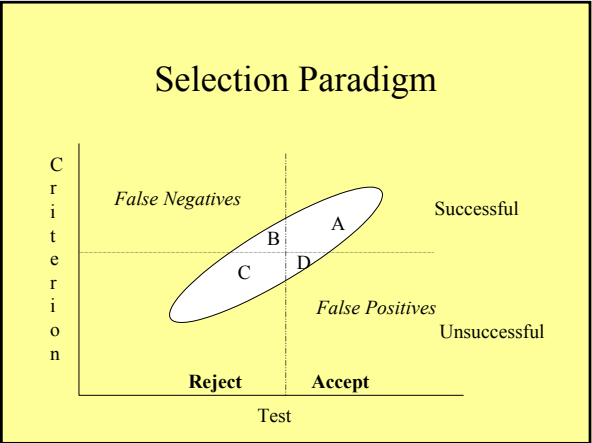 Selection Paradigm
C
r
i
t
e
r
i
o
n
False Negatives
Successful
A
B
C
D
False Positives
Unsuccessful
Reject Accept
Test